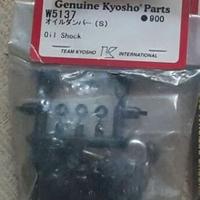 Genuine Kyosho® Parts
W5137 ●900
オイルダンパー (S)
Oil Shock
TEAM KYOSHO INTERNATIONAL